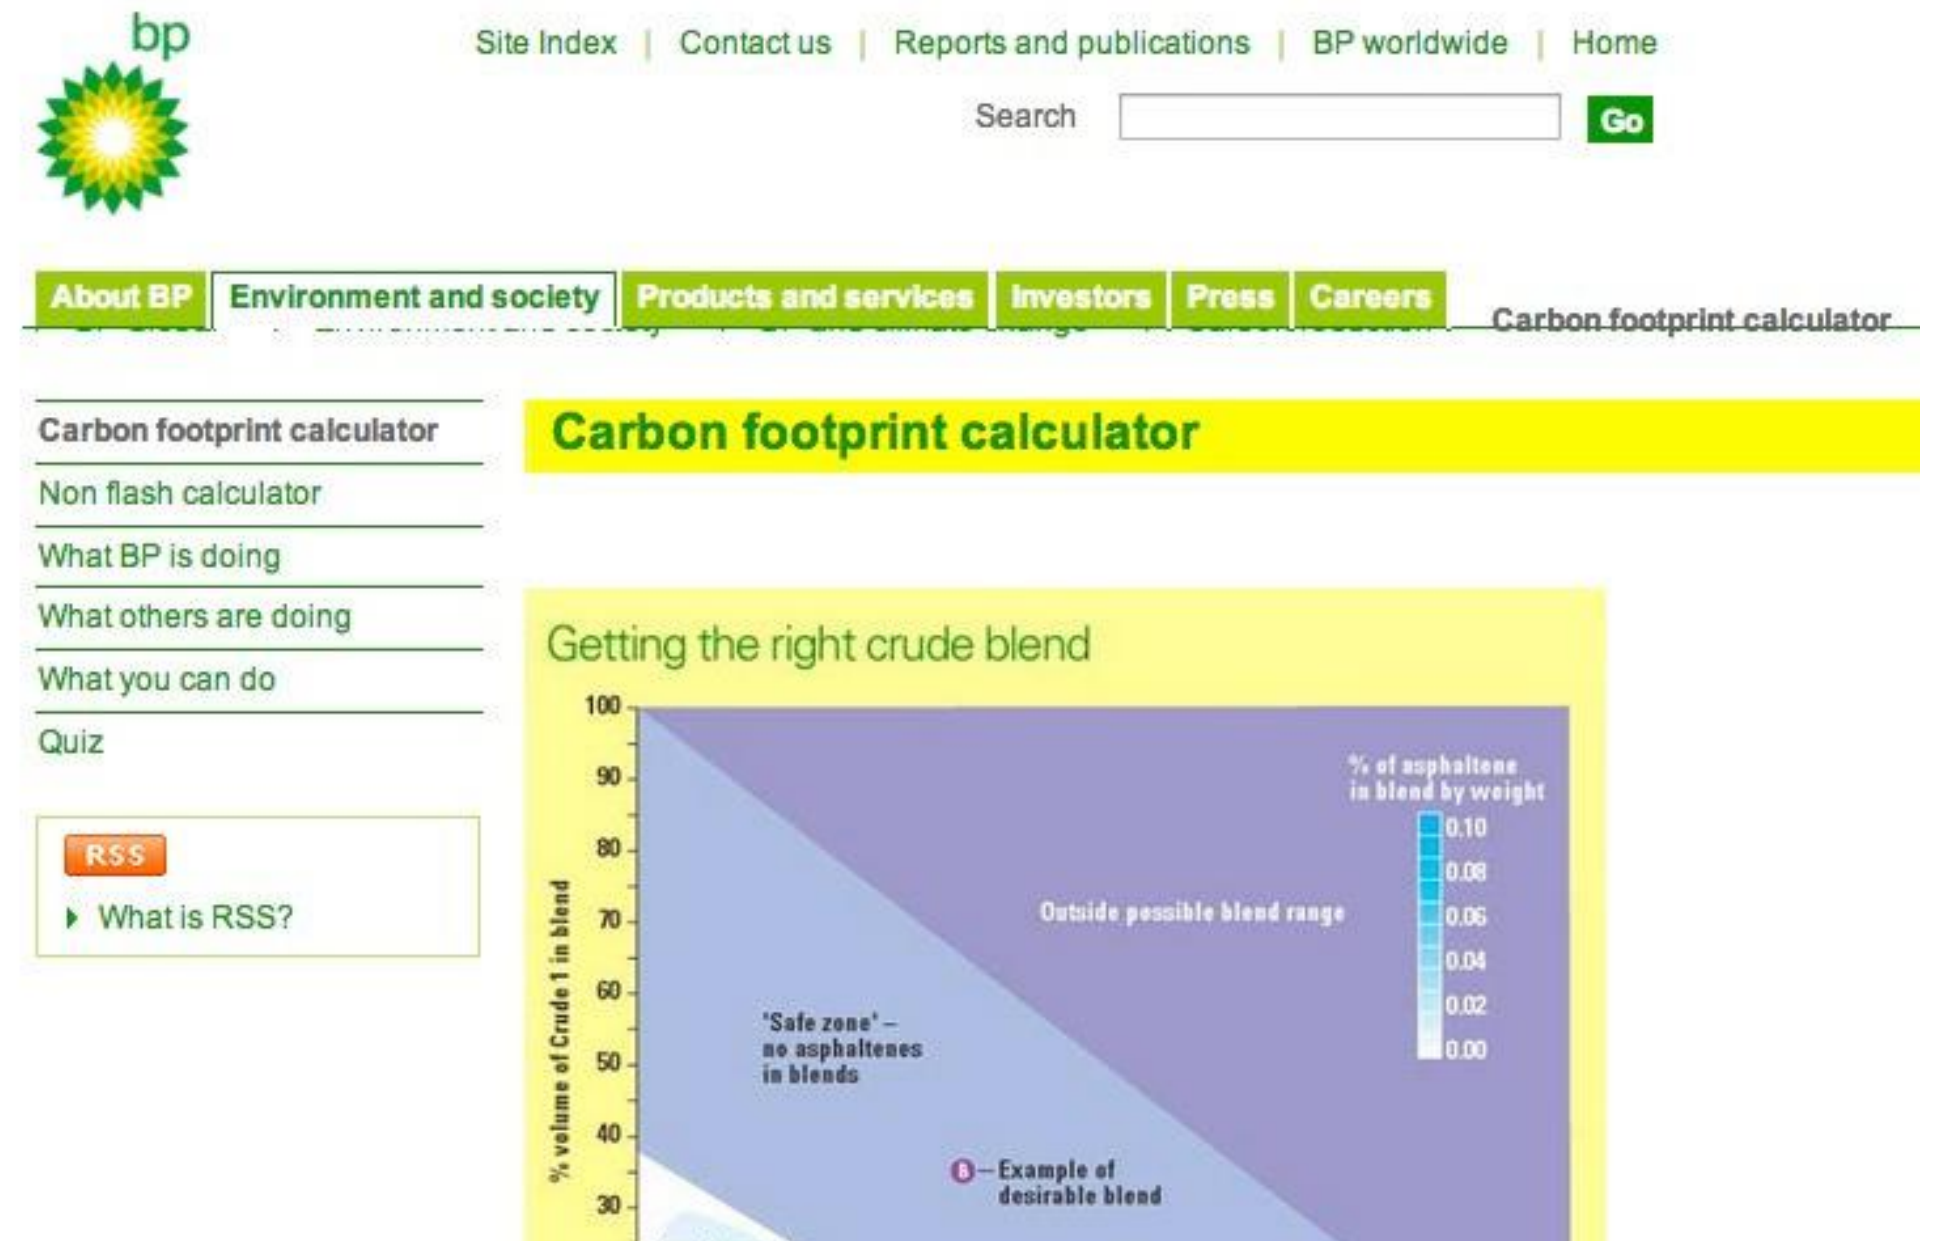 bp
Site Index | Contact us | Reports and publications | BP worldwide | Home
Search
Go
About BP
Environment and society
Products and services
Investors
Press
Careers
Carbon footprint calculator
Carbon footprint calculator
Non flash calculator
What BP is doing
What others are doing
What you can do
Quiz
RSS
What is RSS?
Carbon footprint calculator
Getting the right crude blend
100
90
80
70
60
50
40
30
% volume of Crude 1 in blend
% of asphaltene
in blend by weight
0.10
0.08
0.06
0.04
0.02
0.00
Outside possible blend range
'Safe zone' –
no asphaltenes
in blends
B – Example of
desirable blend